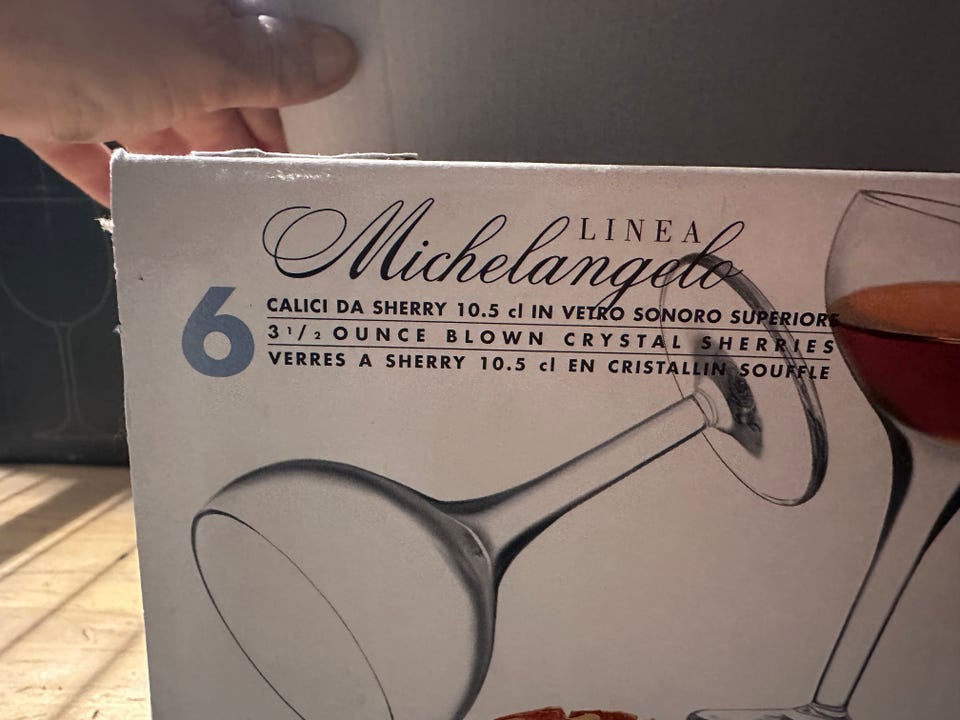 LINEA
Michelangelo
6
CALICI DA SHERRY 10.5 cl IN VETRO SONORO SUPERIORE
3 1/2 OUNCE BLOWN CRYSTAL SHERRIES
VERRES A SHERRY 10.5 cl EN CRISTALLIN SOUFFLE